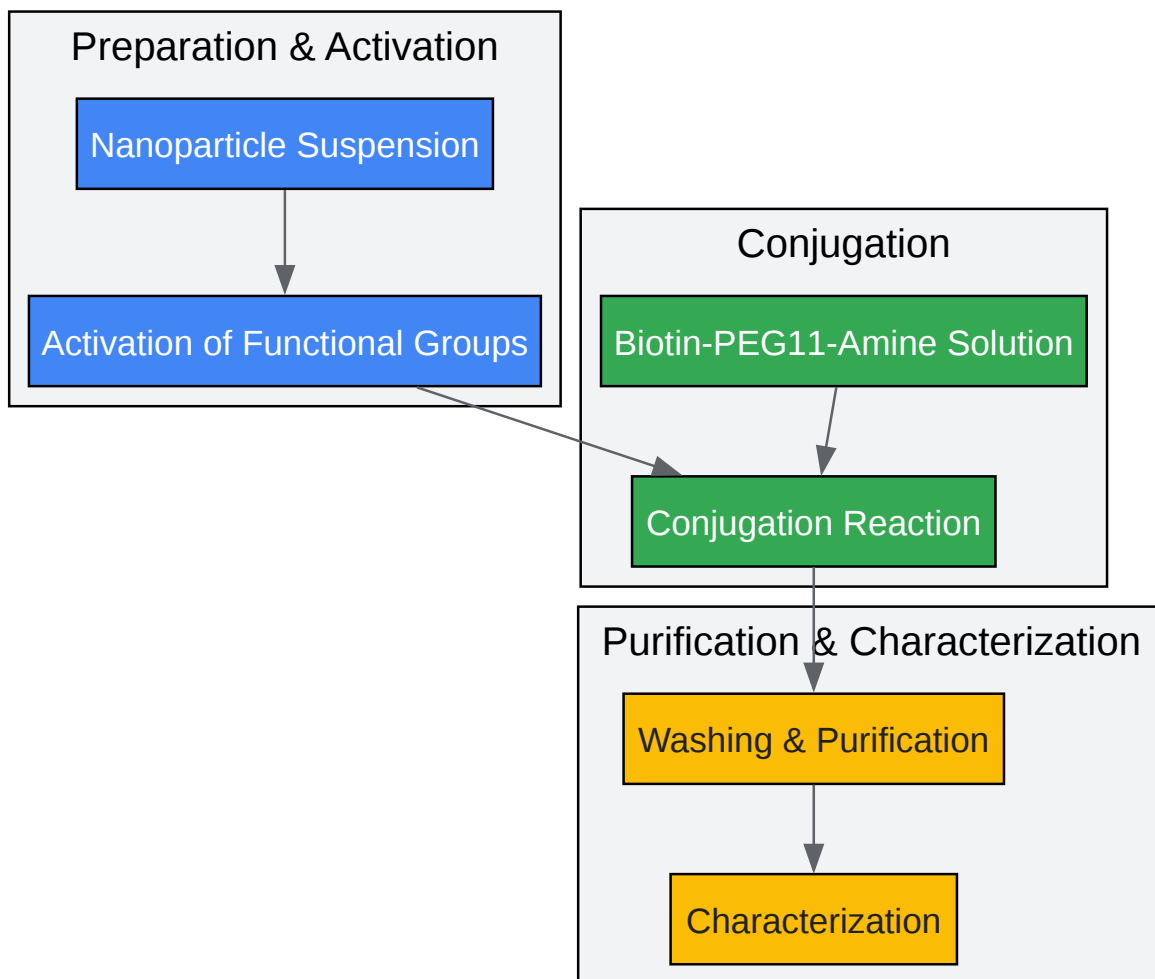 Preparation & Activation
Nanoparticle Suspension
Activation of Functional Groups
Conjugation
Biotin-PEG11-Amine Solution
Conjugation Reaction
Purification & Characterization
Washing & Purification
Characterization